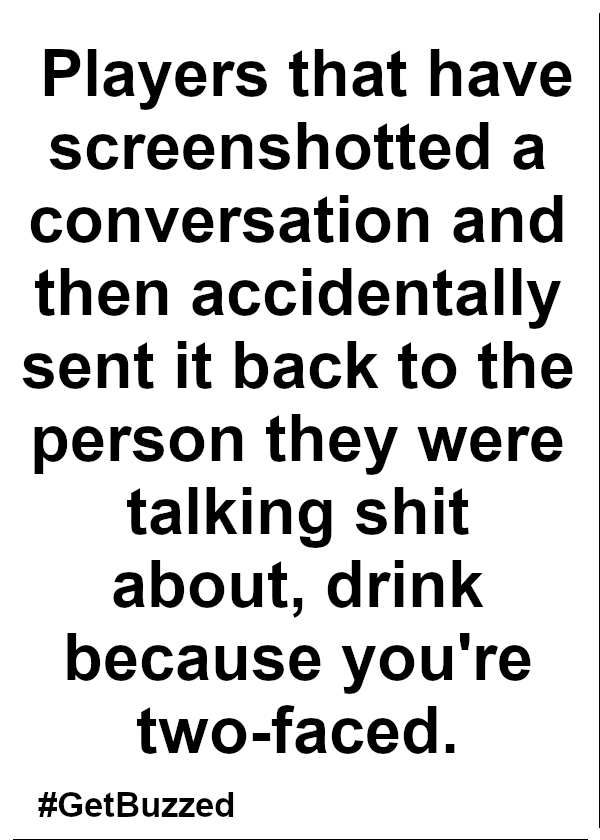 Players that have
screenshotted a
conversation and
then accidentally
sent it back to the
person they were
talking shit
about, drink
because you're
two-faced.
#GetBuzzed